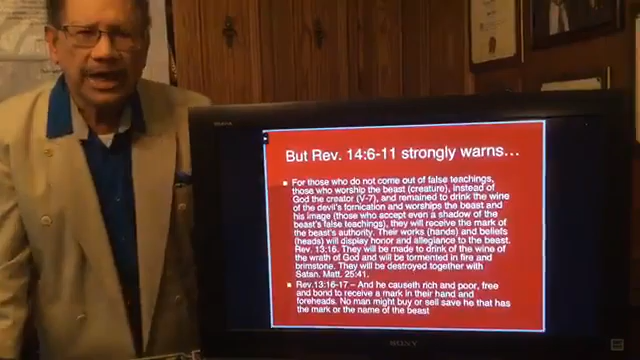 SONY
But Rev. 14:6-11 strongly warns…
For those who do not come out of false teachings,
those who worship the beast (creature), instead of
God the creator (V-7), and remained to drink the wine
of the devil's fornication and worships the beast and
his image (those who accept even a shadow of the
beast's false teachings), they will receive the mark of
the beast's authority. Their works (hands) and beliefs
(heads) will display honor and allegiance to the beast.
Rev. 13:16. They will be made to drink of the wine of
the wrath of God and will be tormented in fire and
brimstone. They will be destroyed together with
Satan. Matt. 25:41.
Rev.13:16-17 – And he causeth rich and poor, free
and bond to receive a mark in their hand and
foreheads. No man might buy or sell save he that has
the mark or the name of the beast
SONY